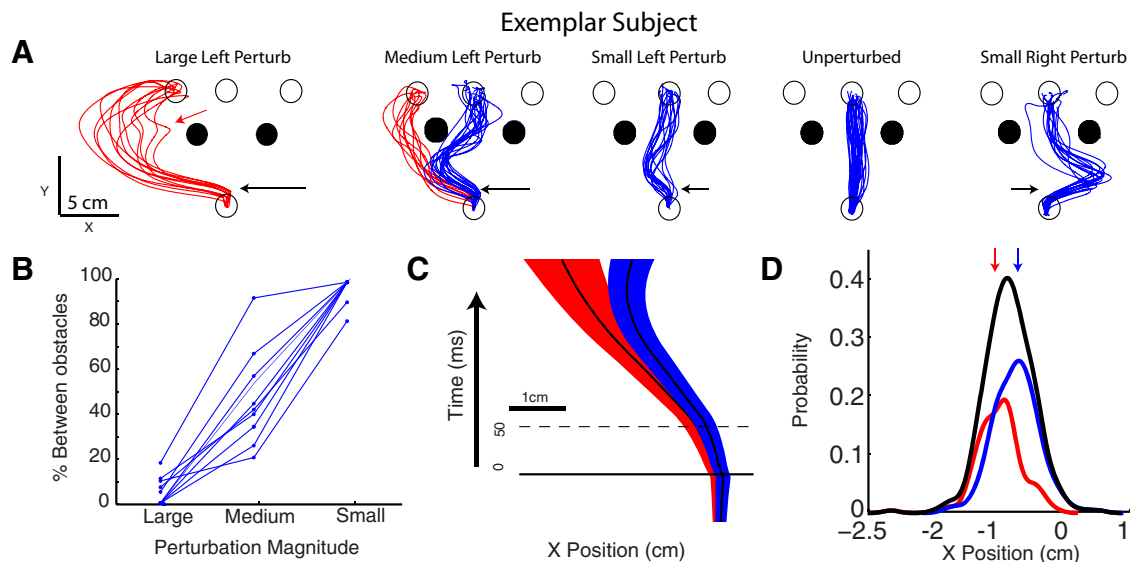 Exemplar Subject
A
Large Left Perturb
Medium Left Perturb
Small Left Perturb
Unperturbed
Small Right Perturb
Y
5 cm
X
B
% Between obstacles
100
80
60
40
20
0
Large
Medium
Small
Perturbation Magnitude
C
Time (ms)
1cm
50
0
X Position (cm)
D
Probability
0.4
0.3
0.2
0.1
0
−2.5
-2
-1
0
1
X Position (cm)